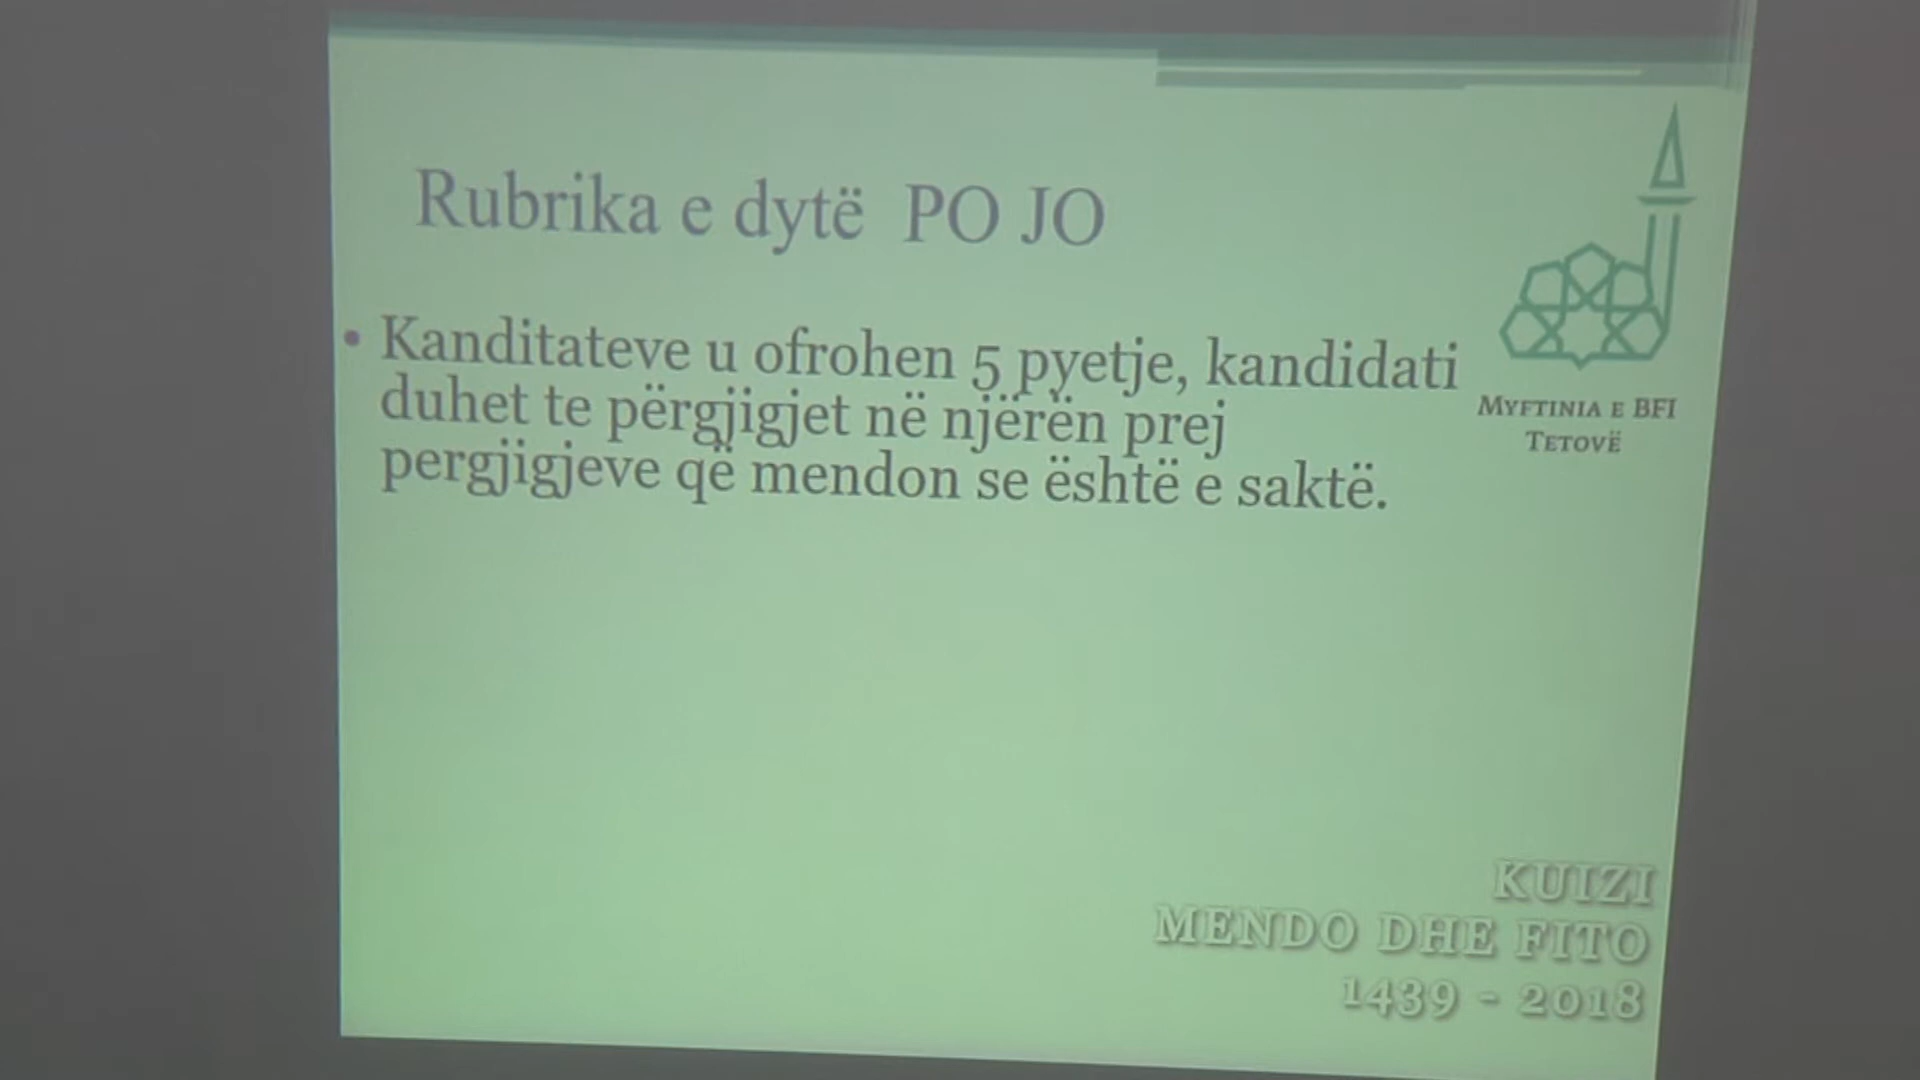 Rubrika e dytë PO JO
• Kanditateve u ofrohen 5 pyetje, kandidati
duhet te përgjigjet në njërën prej
pergjigjeve që mendon se është e saktë.
MYFTINIA E BFI
TETOVË
KUIZI
MENDO DHE FITO
1439 - 2018